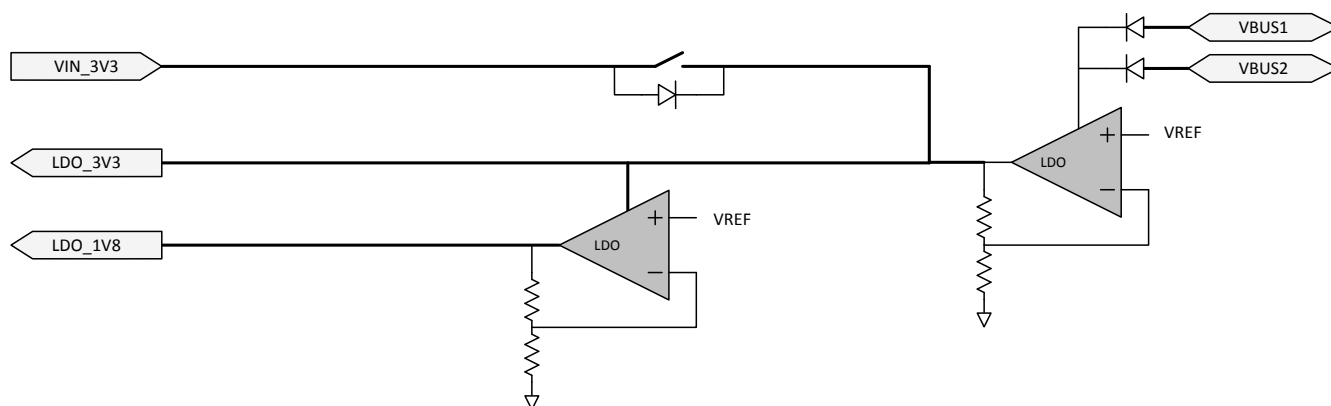 VBUS1
VIN_3V3
VBUS2
+
VREF
LDO
LDO_3V3
−
+
VREF
LDO_1V8
LDO
−